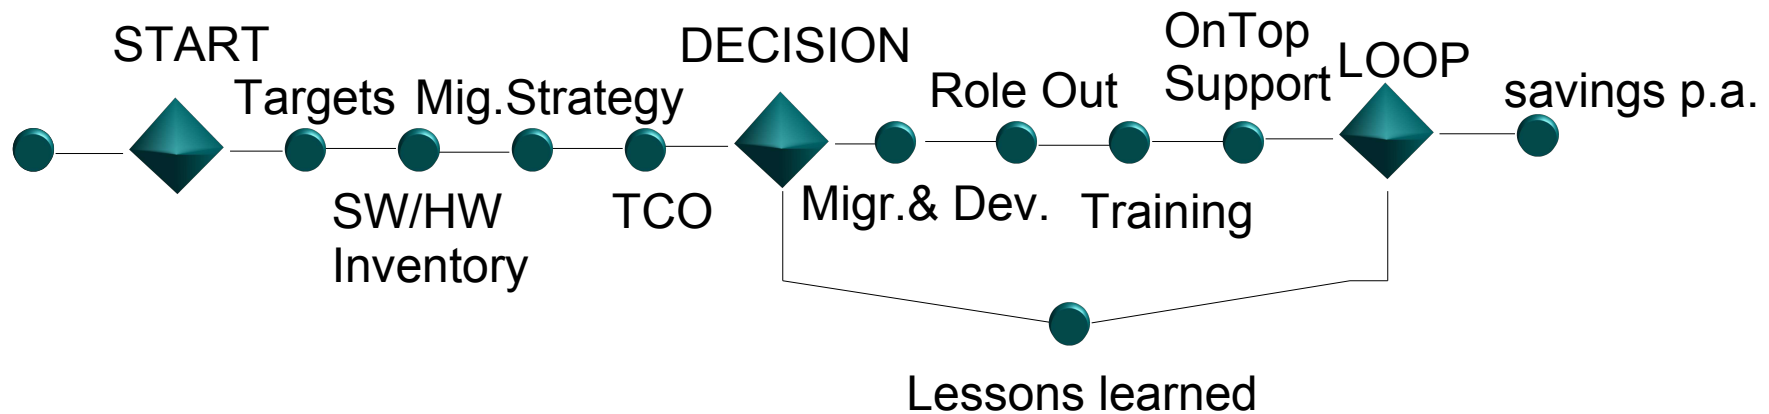 START
Targets
SW/HW
Inventory
Mig.Strategy
TCO
DECISION
Migr.& Dev.
Role Out
Training
OnTop
Support
LOOP
savings p.a.
Lessons learned